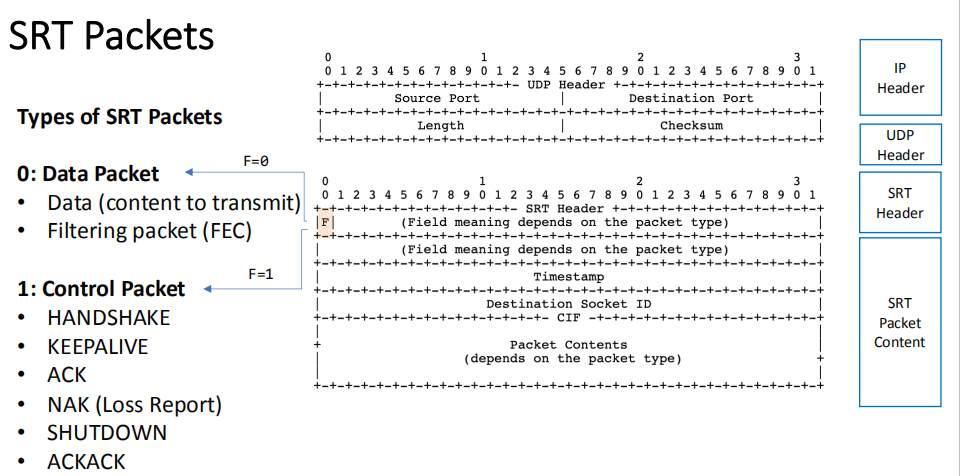 SRT Packets
Types of SRT Packets
0: Data Packet
• Data (content to transmit)
• Filtering packet (FEC)
1: Control Packet
• HANDSHAKE
• KEEPALIVE
• ACK
• NAK (Loss Report)
• SHUTDOWN
• ACKACK
F=0
F=1
0 1 2 3
0 1 2 3 4 5 6 7 8 9 0 1 2 3 4 5 6 7 8 9 0 1 2 3 4 5 6 7 8 9 0 1
+-+-+-+-+-+-+-+-+-+-+-+-+- UDP Header +-+-+-+-+-+-+-+-+-+-+-+-+-+
| Source Port | Destination Port |
+-+-+-+-+-+-+-+-+-+-+-+-+-+-+-+-+-+-+-+-+-+-+-+-+-+-+-+-+-+-+-+-+
| Length | Checksum |
+-+-+-+-+-+-+-+-+-+-+-+-+-+-+-+-+-+-+-+-+-+-+-+-+-+-+-+-+-+-+-+-+
0 1 2 3
0 1 2 3 4 5 6 7 8 9 0 1 2 3 4 5 6 7 8 9 0 1 2 3 4 5 6 7 8 9 0 1
+-+-+-+-+-+-+-+-+-+-+-+-+- SRT Header +-+-+-+-+-+-+-+-+-+-+-+-+-+
|F| (Field meaning depends on the packet type) |
+-+-+-+-+-+-+-+-+-+-+-+-+-+-+-+-+-+-+-+-+-+-+-+-+-+-+-+-+-+-+-+-+
| (Field meaning depends on the packet type) |
+-+-+-+-+-+-+-+-+-+-+-+-+-+-+-+-+-+-+-+-+-+-+-+-+-+-+-+-+-+-+-+-+
| Timestamp |
+-+-+-+-+-+-+-+-+-+-+-+-+-+-+-+-+-+-+-+-+-+-+-+-+-+-+-+-+-+-+-+-+
| Destination Socket ID |
+-+-+-+-+-+-+-+-+-+-+-+-+-+-+- CIF -+-+-+-+-+-+-+-+-+-+-+-+-+-+-+
| |
+ Packet Contents |
| (depends on the packet type) +
| |
+-+-+-+-+-+-+-+-+-+-+-+-+-+-+-+-+-+-+-+-+-+-+-+-+-+-+-+-+-+-+-+-+
IP
Header
UDP
Header
SRT
Header
SRT
Packet
Content